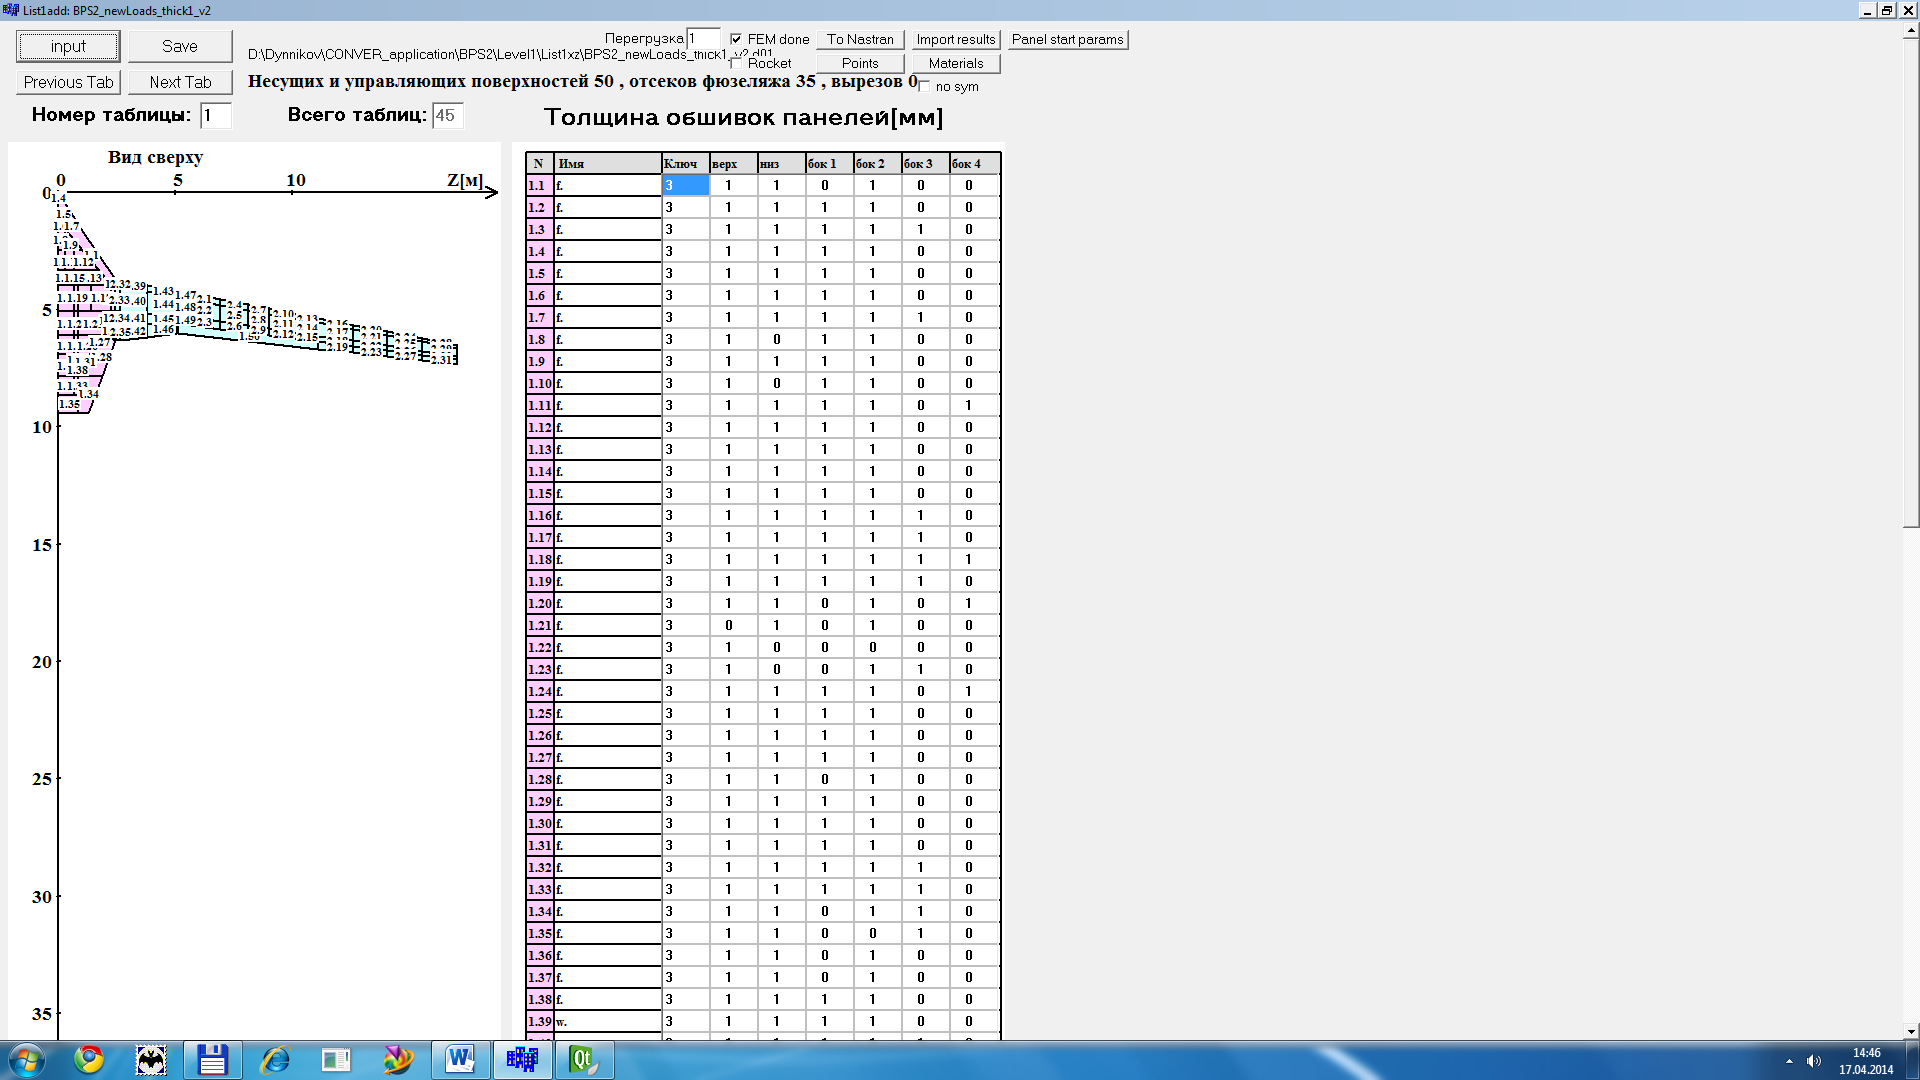 List1add: BPS2_newLoads_thick1_v2
input Save
Перегрузка 1 FEM done To Nastran Import results Panel start params
D:\Dynnikov\CONVER_application\BPS2\Level1\List1xz\BPS2_newLoads_thick1_v2.d01
Rocket Points Materials
Previous Tab Next Tab
Несущих и управляющих поверхностей 50 , отсеков фюзеляжа 35 , вырезов 0
no sym
Номер таблицы: 1 Всего таблиц: 45
Толщина обшивок панелей[мм]
Вид сверху
0 5 10 Z[м]
0
5
10
15
20
25
30
35
N Имя Ключ верх низ бок 1 бок 2 бок 3 бок 4
1.1 f. 3 1 1 0 1 0 0
1.2 f. 3 1 1 1 1 0 0
1.3 f. 3 1 1 1 1 1 0
1.4 f. 3 1 1 1 1 0 0
1.5 f. 3 1 1 1 1 0 0
1.6 f. 3 1 1 1 1 0 0
1.7 f. 3 1 1 1 1 1 0
1.8 f. 3 1 0 1 1 0 0
1.9 f. 3 1 1 1 1 0 0
1.10 f. 3 1 0 1 1 0 0
1.11 f. 3 1 1 1 1 0 1
1.12 f. 3 1 1 1 1 0 0
1.13 f. 3 1 1 1 1 0 0
1.14 f. 3 1 1 1 1 0 0
1.15 f. 3 1 1 1 1 0 0
1.16 f. 3 1 1 1 1 1 0
1.17 f. 3 1 1 1 1 1 0
1.18 f. 3 1 1 1 1 1 1
1.19 f. 3 1 1 1 1 1 0
1.20 f. 3 1 1 0 1 0 1
1.21 f. 3 0 1 0 1 0 0
1.22 f. 3 1 0 0 0 0 0
1.23 f. 3 1 0 0 1 1 0
1.24 f. 3 1 1 1 1 0 1
1.25 f. 3 1 1 1 1 0 0
1.26 f. 3 1 1 1 1 0 0
1.27 f. 3 1 1 1 1 0 0
1.28 f. 3 1 1 0 1 0 0
1.29 f. 3 1 1 1 1 0 0
1.30 f. 3 1 1 1 1 0 0
1.31 f. 3 1 1 1 1 0 0
1.32 f. 3 1 1 1 1 1 0
1.33 f. 3 1 1 1 1 1 0
1.34 f. 3 1 1 0 1 1 0
1.35 f. 3 1 1 0 0 1 0
1.36 f. 3 1 1 0 1 0 0
1.37 f. 3 1 1 0 1 0 0
1.38 f. 3 1 1 1 1 0 0
1.39 w. 3 1 1 1 1 0 0
14:46
17.04.2014